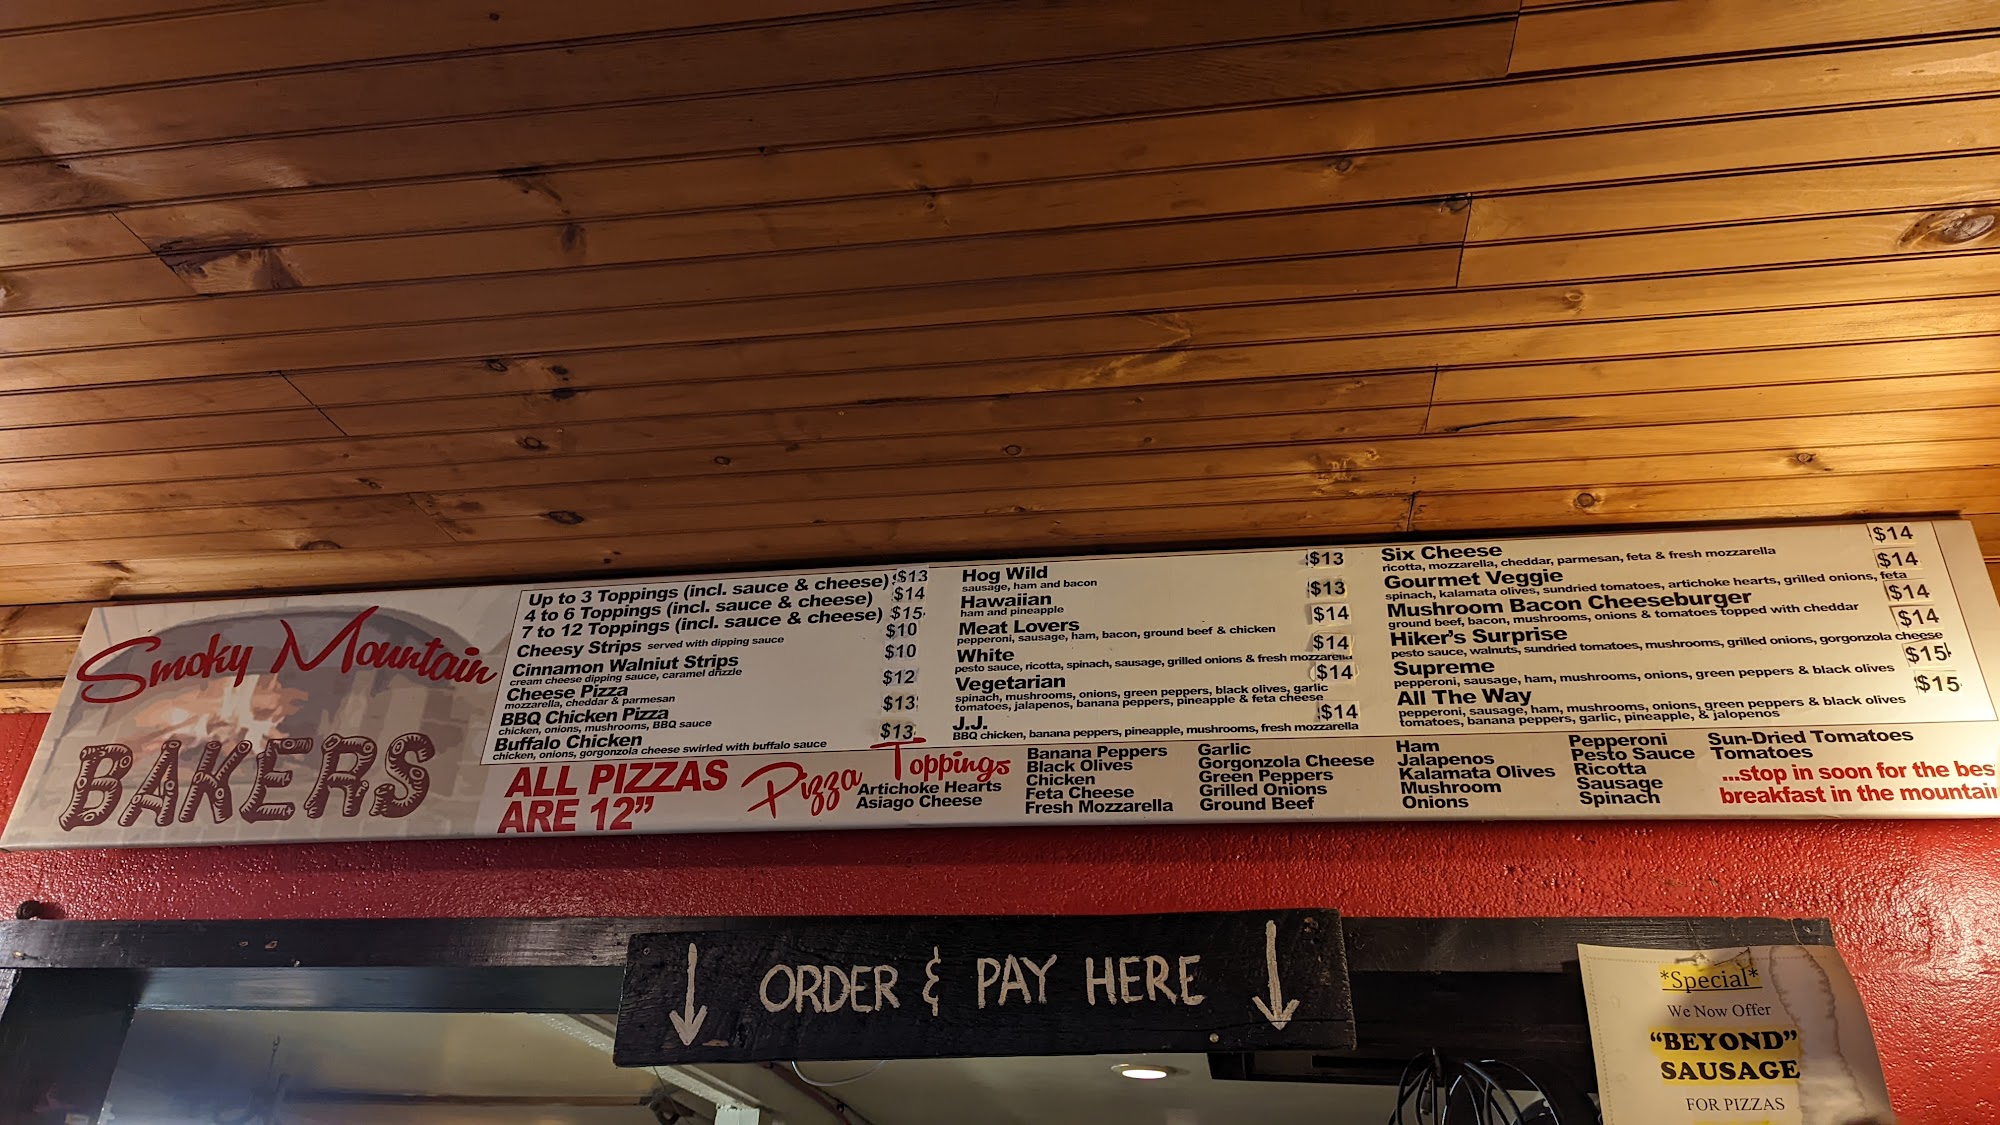 Smoky Mountain
BAKERS
Up to 3 Toppings (incl. sauce & cheese) $13
4 to 6 Toppings (incl. sauce & cheese) $14
7 to 12 Toppings (incl. sauce & cheese) $15
Cheesy Strips served with dipping sauce $10
Cinnamon Walniut Strips $10
cream cheese dipping sauce, caramel drizzle
Cheese Pizza $12
mozzarella, cheddar & parmesan
BBQ Chicken Pizza $13
chicken, onions, mushrooms, BBQ sauce
Buffalo Chicken $13
chicken, onions, gorgonzola cheese swirled with buffalo sauce
Hog Wild $13
sausage, ham and bacon
Hawaiian $13
ham and pineapple
Meat Lovers $14
pepperoni, sausage, ham, bacon, ground beef & chicken
White $14
pesto sauce, ricotta, spinach, sausage, grilled onions & fresh mozzarella
Vegetarian $14
spinach, mushrooms, onions, green peppers, black olives, garlic
tomatoes, jalapenos, banana peppers, pineapple & feta cheese
J.J. $14
BBQ chicken, banana peppers, pineapple, mushrooms, fresh mozzarella
Six Cheese $14
ricotta, mozzarella, cheddar, parmesan, feta & fresh mozzarella
Gourmet Veggie $14
spinach, kalamata olives, sundried tomatoes, artichoke hearts, grilled onions, feta
Mushroom Bacon Cheeseburger $14
ground beef, bacon, mushrooms, onions & tomatoes topped with cheddar
Hiker's Surprise $14
pesto sauce, walnuts, sundried tomatoes, mushrooms, grilled onions, gorgonzola cheese
Supreme $15
pepperoni, sausage, ham, mushrooms, onions, green peppers & black olives
All The Way $15
pepperoni, sausage, ham, mushrooms, onions, green peppers & black olives
tomatoes, banana peppers, garlic, pineapple, & jalopenos
ALL PIZZAS
ARE 12"
Pizza Toppings
Artichoke Hearts
Asiago Cheese
Banana Peppers
Black Olives
Chicken
Feta Cheese
Fresh Mozzarella
Garlic
Gorgonzola Cheese
Green Peppers
Grilled Onions
Ground Beef
Ham
Jalapenos
Kalamata Olives
Mushroom
Onions
Pepperoni
Pesto Sauce
Ricotta
Sausage
Spinach
Sun-Dried Tomatoes
Tomatoes
...stop in soon for the bes
breakfast in the mountai
ORDER & PAY HERE
*Special*
We Now Offer
"BEYOND"
SAUSAGE
FOR PIZZAS